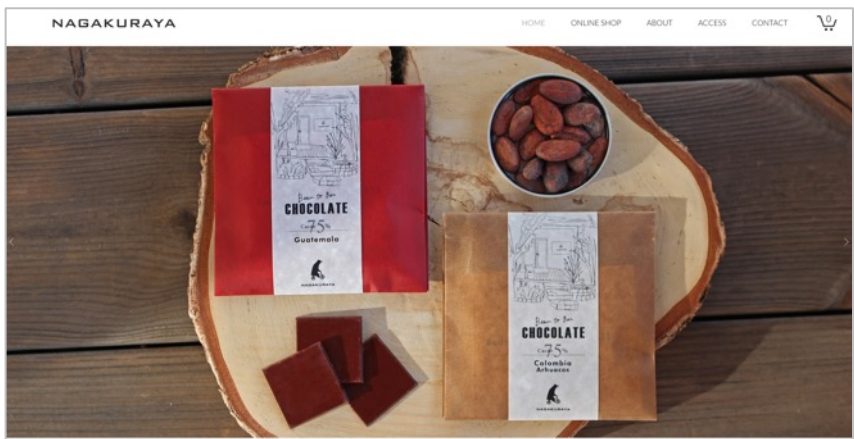 NAGAKURAYA
HOME
ONLINE SHOP
ABOUT
ACCESS
CONTACT
0
Bean to Bar
CHOCOLATE
Cacao 75%
Guatemala
NAGAKURAYA
Bean to Bar
CHOCOLATE
Cacao 75%
Colombia
Arhuacos
NAGAKURAYA